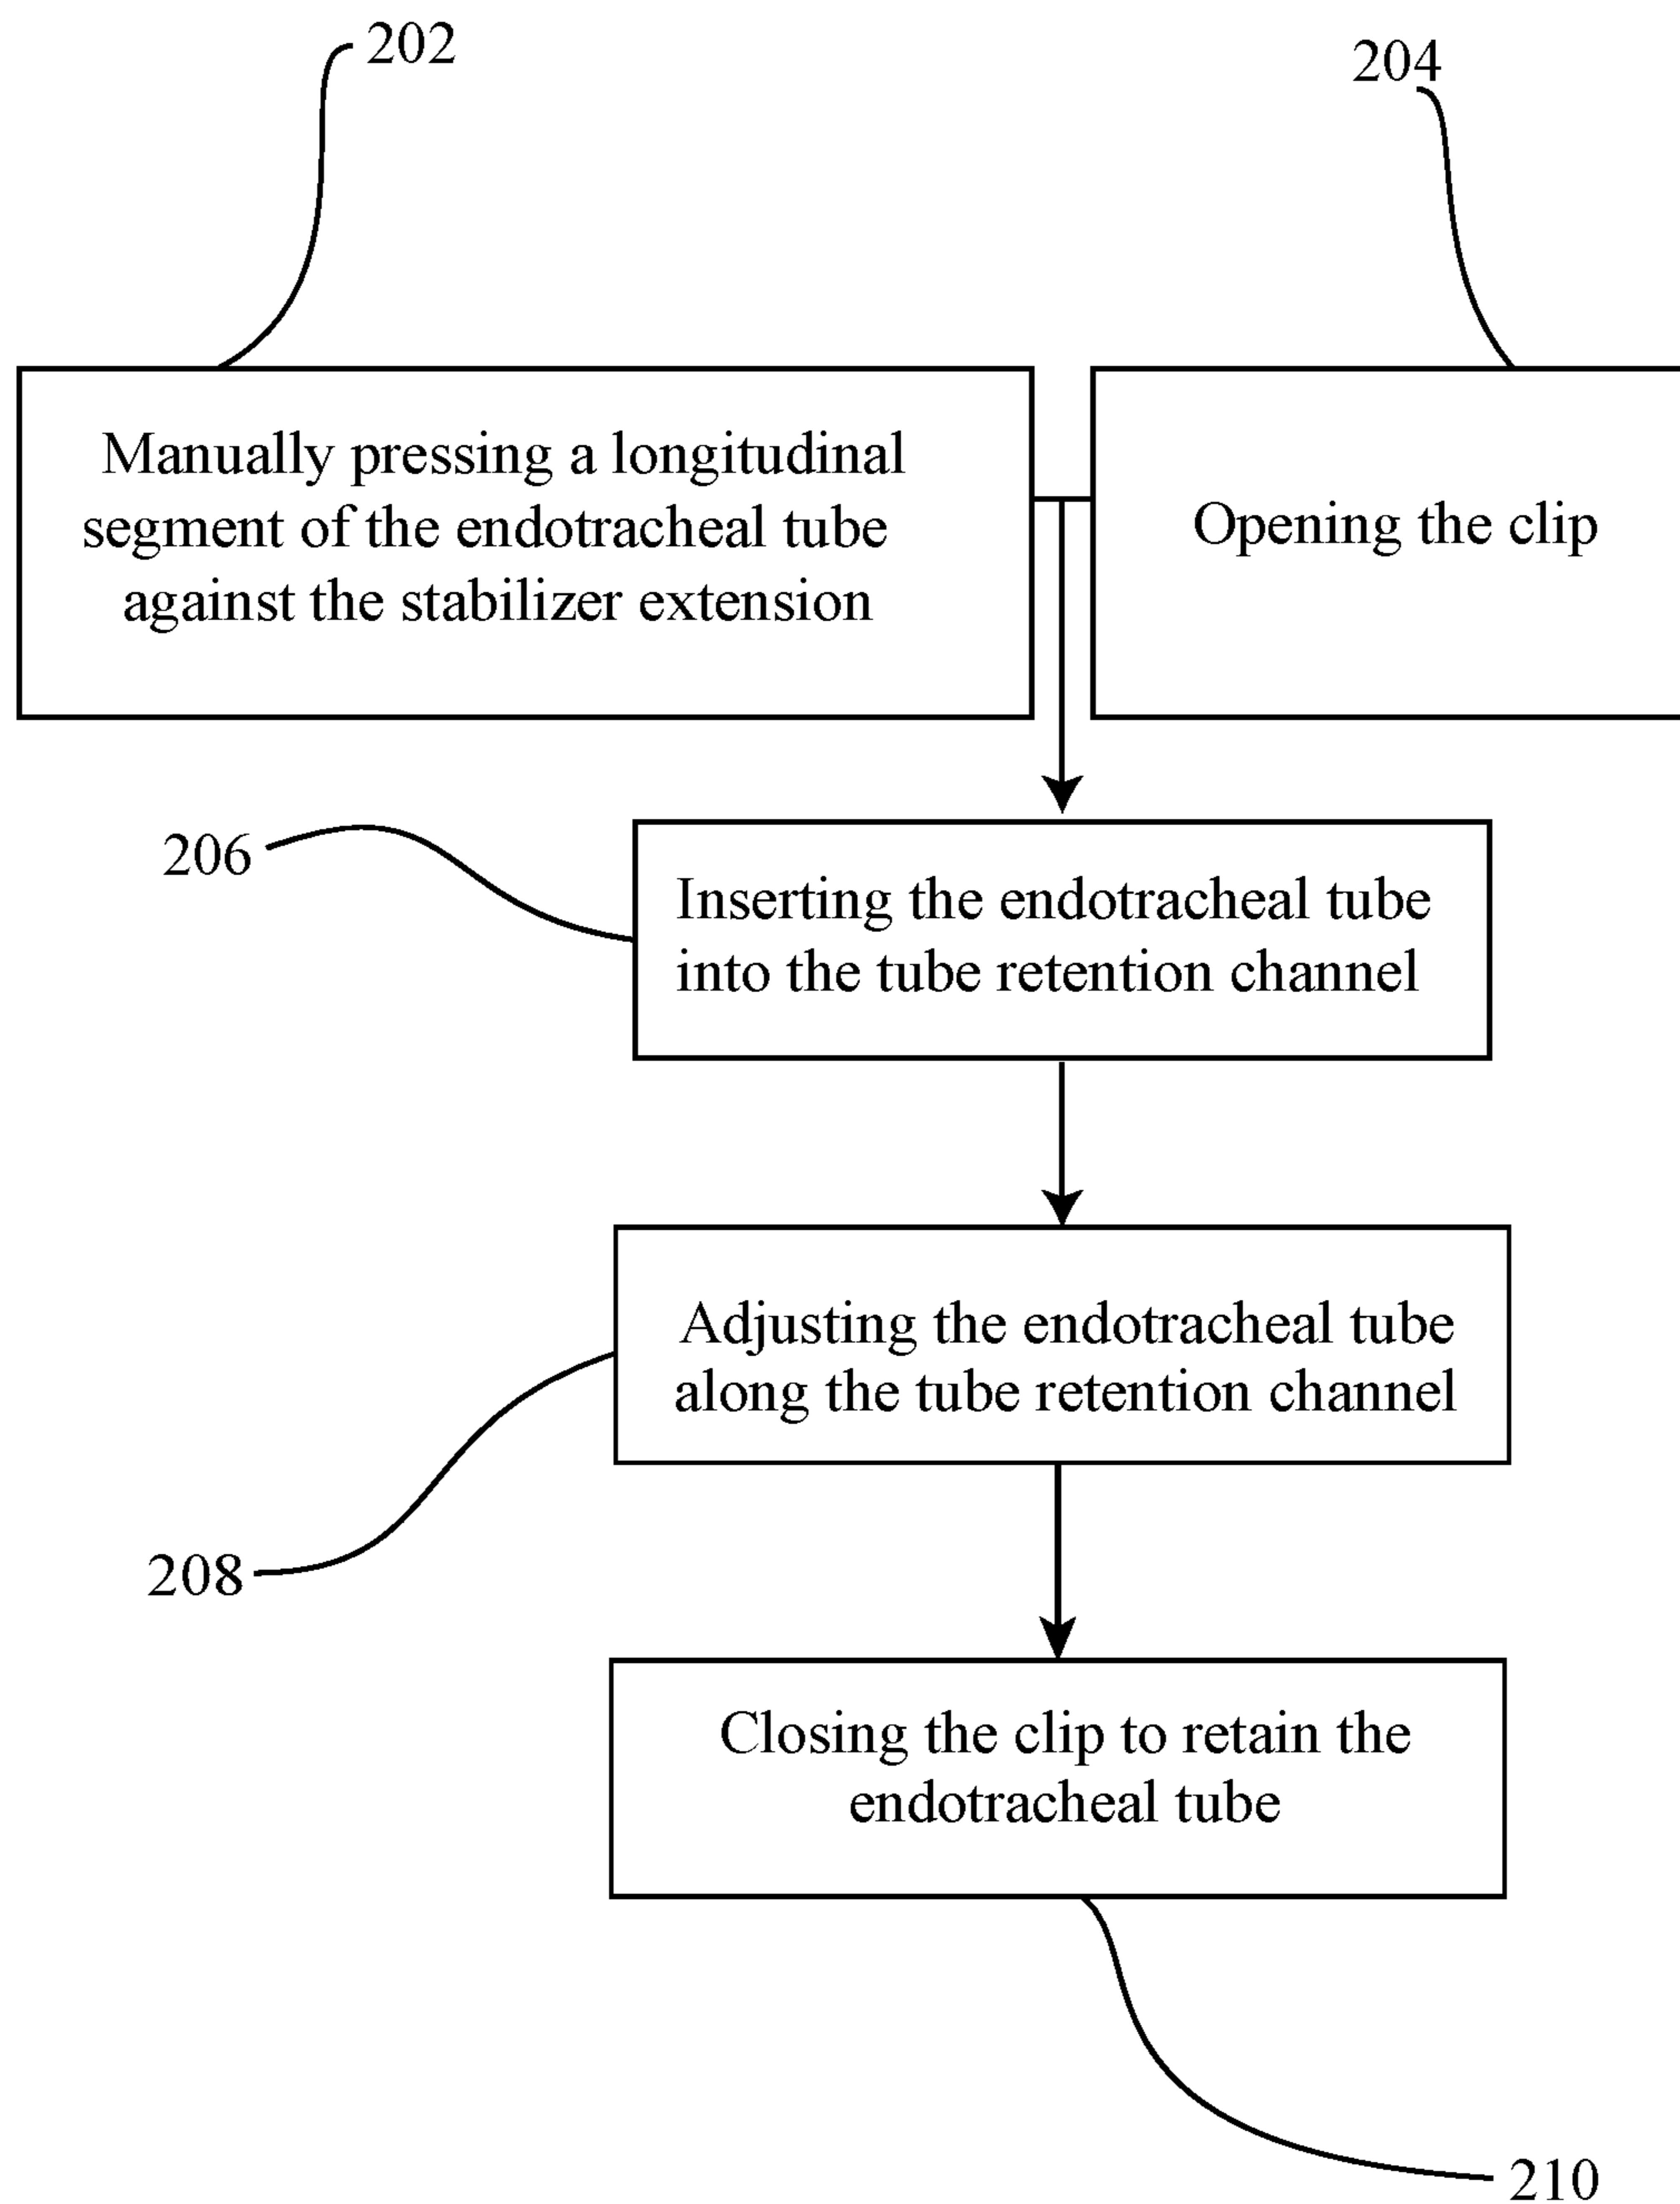 202
204
Manually pressing a longitudinal
segment of the endotracheal tube
against the stabilizer extension
Opening the clip
206
Inserting the endotracheal tube
into the tube retention channel
Adjusting the endotracheal tube
along the tube retention channel
208
Closing the clip to retain the
endotracheal tube
210